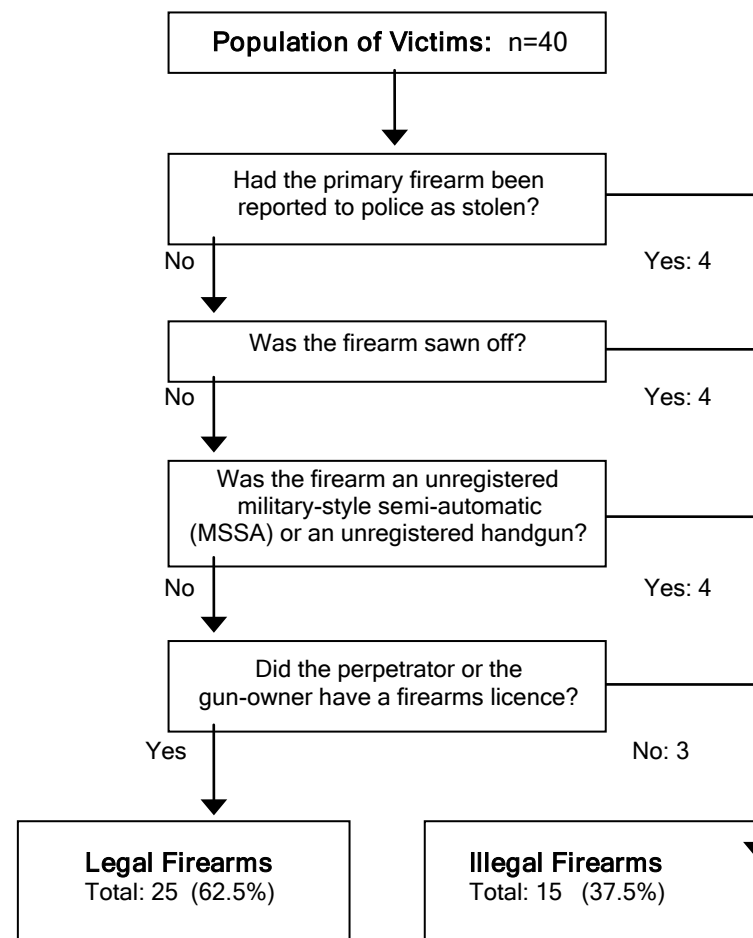 Population of Victims: n=40
Had the primary firearm been
reported to police as stolen?
No
Yes: 4
Was the firearm sawn off?
No
Yes: 4
Was the firearm an unregistered
military-style semi-automatic
(MSSA) or an unregistered handgun?
No
Yes: 4
Did the perpetrator or the
gun-owner have a firearms licence?
Yes
No: 3
Legal Firearms
Total: 25 (62.5%)
Illegal Firearms
Total: 15 (37.5%)